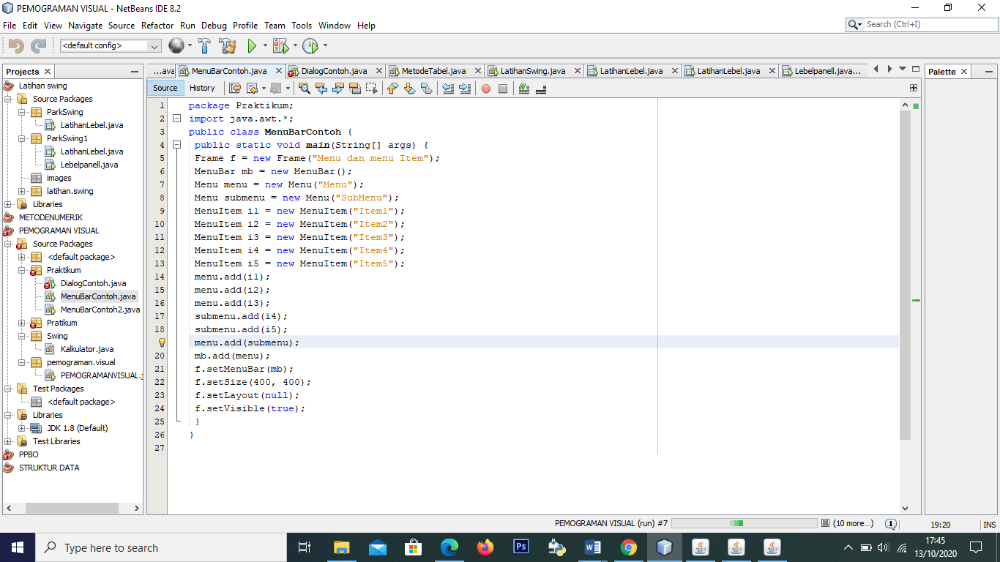 PEMOGRAMAN VISUAL - NetBeans IDE 8.2
File Edit View Navigate Source Refactor Run Debug Profile Team Tools Window Help
Search (Ctrl+I)
<default config>
Projects
...ava MenuBarContoh.java DialogContoh.java MetodeTabel.java LatihanSwing.java LatihanLebel.java LatihanLebel.java Lebelpanell.java...
Palette
Source History
Latihan swing
Source Packages
ParkSwing
LatihanLebel.java
ParkSwing1
LatihanLebel.java
Lebelpanell.java
images
latihan.swing
Libraries
METODENUMERIK
PEMOGRAMAN VISUAL
Source Packages
<default package>
Praktikum
DialogContoh.java
MenuBarContoh.java
MenuBarContoh2.java
Pratikum
Swing
Kalkulator.java
pemograman.visual
PEMOGRAMANVISUAL.j
Test Packages
<default package>
Libraries
JDK 1.8 (Default)
Test Libraries
PPBO
STRUKTUR DATA
1 package Praktikum;
2 import java.awt.*;
3 public class MenuBarContoh {
4 public static void main(String[] args) {
5 Frame f = new Frame("Menu dan menu Item");
6 MenuBar mb = new MenuBar();
7 Menu menu = new Menu("Menu");
8 Menu submenu = new Menu("SubMenu");
9 MenuItem i1 = new MenuItem("Item1");
10 MenuItem i2 = new MenuItem("Item2");
11 MenuItem i3 = new MenuItem("Item3");
12 MenuItem i4 = new MenuItem("Item4");
13 MenuItem i5 = new MenuItem("Item5");
14 menu.add(i1);
15 menu.add(i2);
16 menu.add(i3);
17 submenu.add(i4);
18 submenu.add(i5);
menu.add(submenu);
20 mb.add(menu);
21 f.setMenuBar(mb);
22 f.setSize(400, 400);
23 f.setLayout(null);
24 f.setVisible(true);
25 }
26 }
27
PEMOGRAMAN VISUAL (run) #7 (10 more...) 1 19:20 INS
Type here to search
Ps
W
17:45
13/10/2020